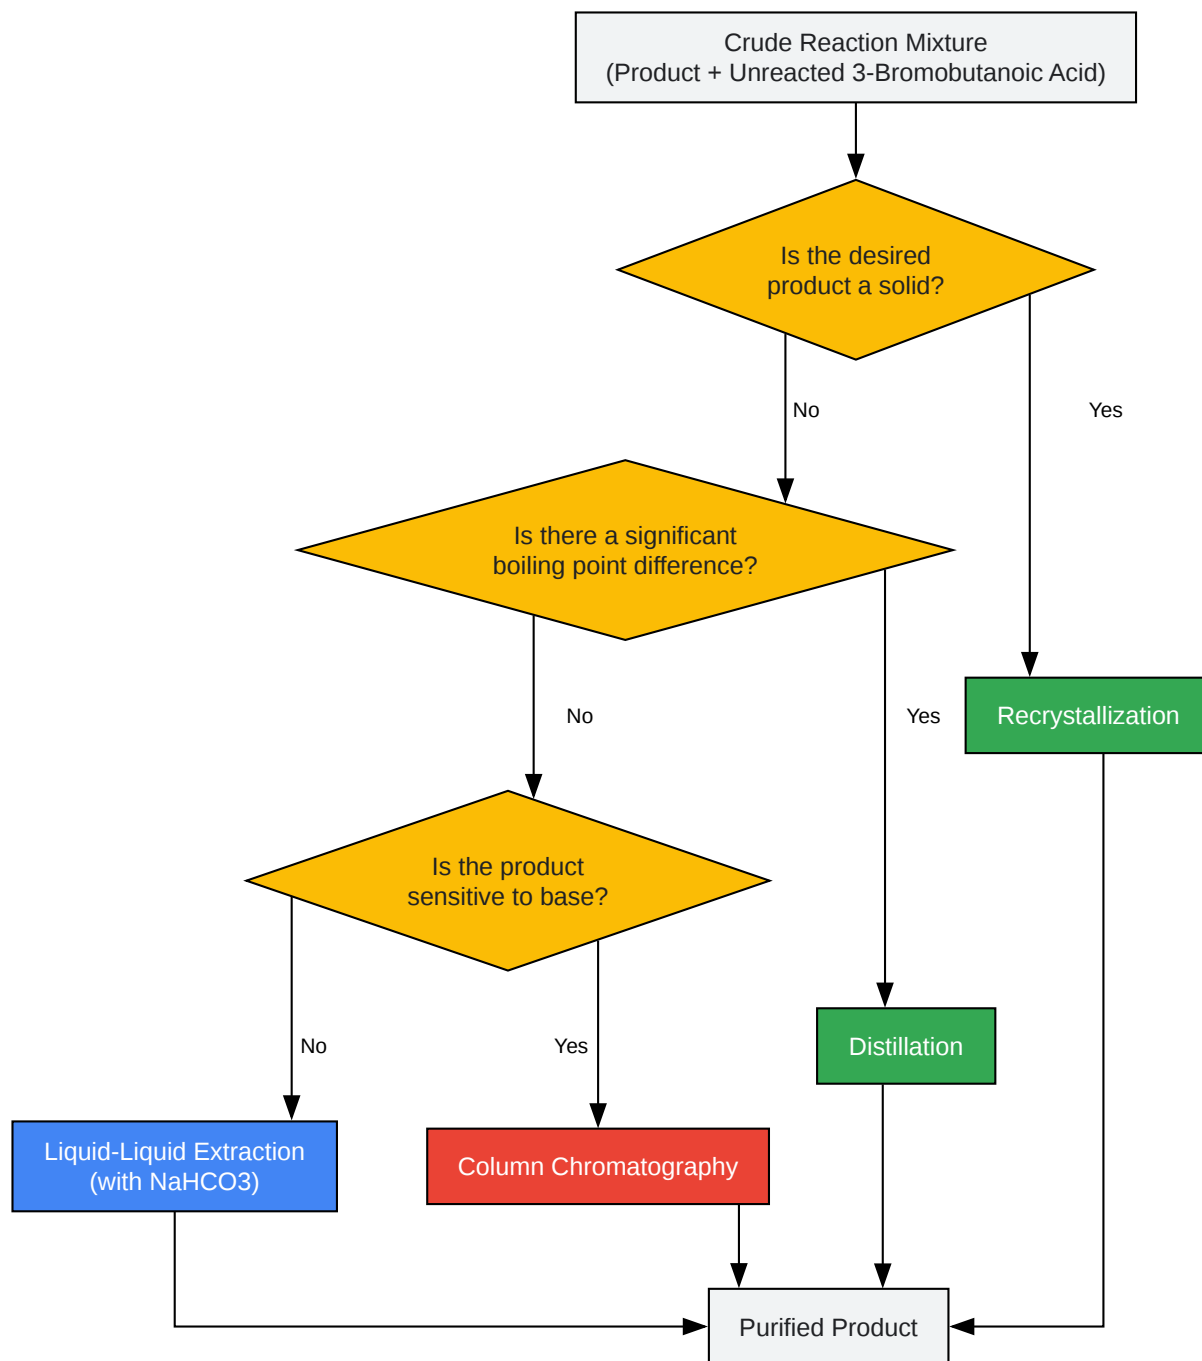 Crude Reaction Mixture
(Product + Unreacted 3-Bromobutanoic Acid)
Is the desired
product a solid?
No
Yes
Is there a significant
boiling point difference?
No
Yes
Recrystallization
Is the product
sensitive to base?
No
Yes
Distillation
Liquid-Liquid Extraction
(with NaHCO3)
Column Chromatography
Purified Product